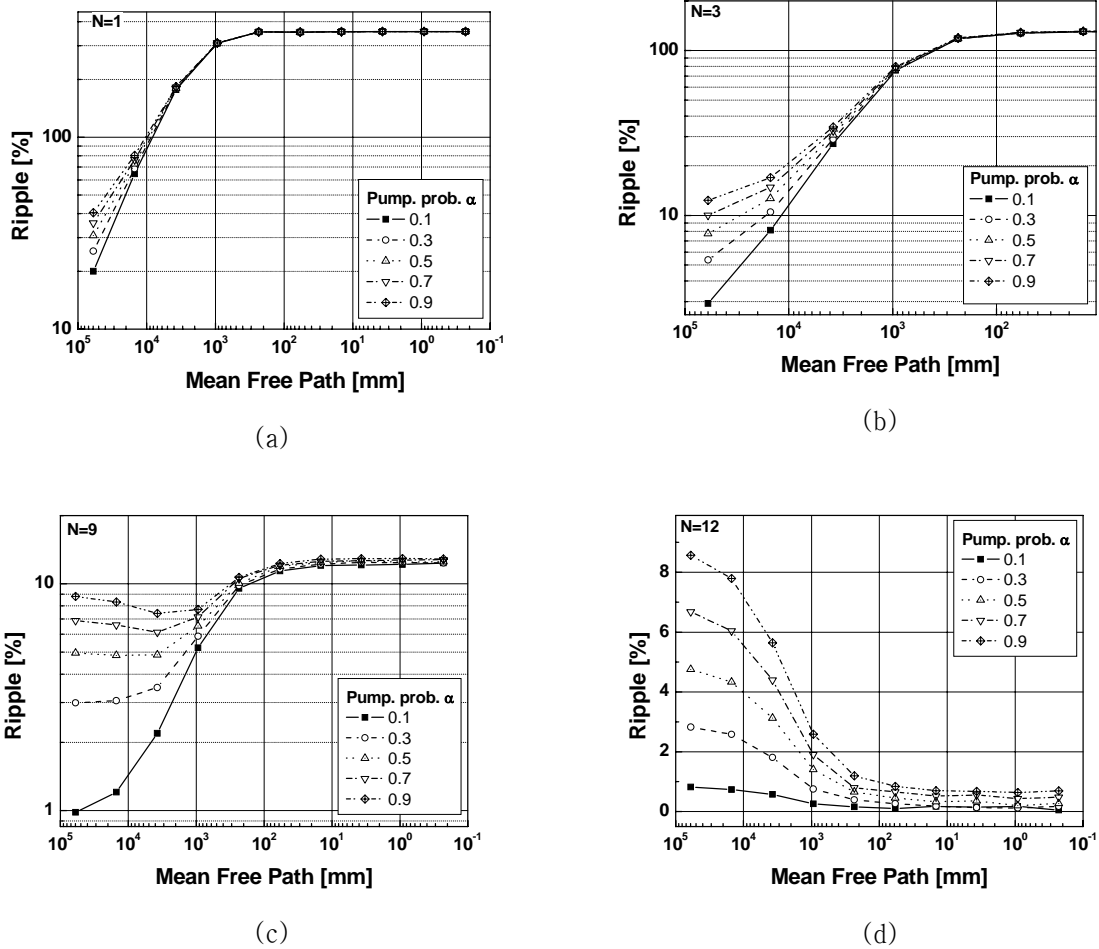 N=1
100
10
Ripple [%]
Pump. prob. α
0.1
0.3
0.5
0.7
0.9
10⁵ 10⁴ 10³ 10² 10¹ 10⁰ 10⁻¹
Mean Free Path [mm]
(a)
N=3
100
10
Ripple [%]
Pump. prob. α
0.1
0.3
0.5
0.7
0.9
10⁵ 10⁴ 10³ 10²
Mean Free Path [mm]
(b)
N=9
10
1
Ripple [%]
Pump. prob. α
0.1
0.3
0.5
0.7
0.9
10⁵ 10⁴ 10³ 10² 10¹ 10⁰ 10⁻¹
Mean Free Path [mm]
(c)
N=12
8
6
4
2
0
Ripple [%]
Pump. prob. α
0.1
0.3
0.5
0.7
0.9
10⁵ 10⁴ 10³ 10² 10¹ 10⁰ 10⁻¹
Mean Free Path [mm]
(d)